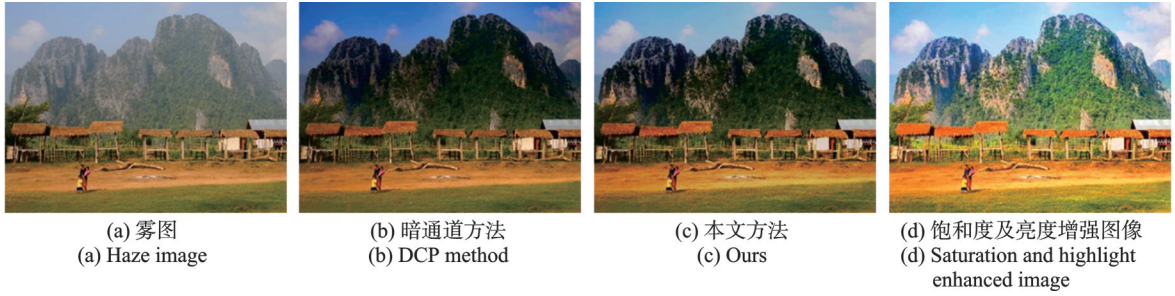 (a) 雾图
(a) Haze image
(b) 暗通道方法
(b) DCP method
(c) 本文方法
(c) Ours
(d) 饱和度及亮度增强图像
(d) Saturation and highlight
enhanced image